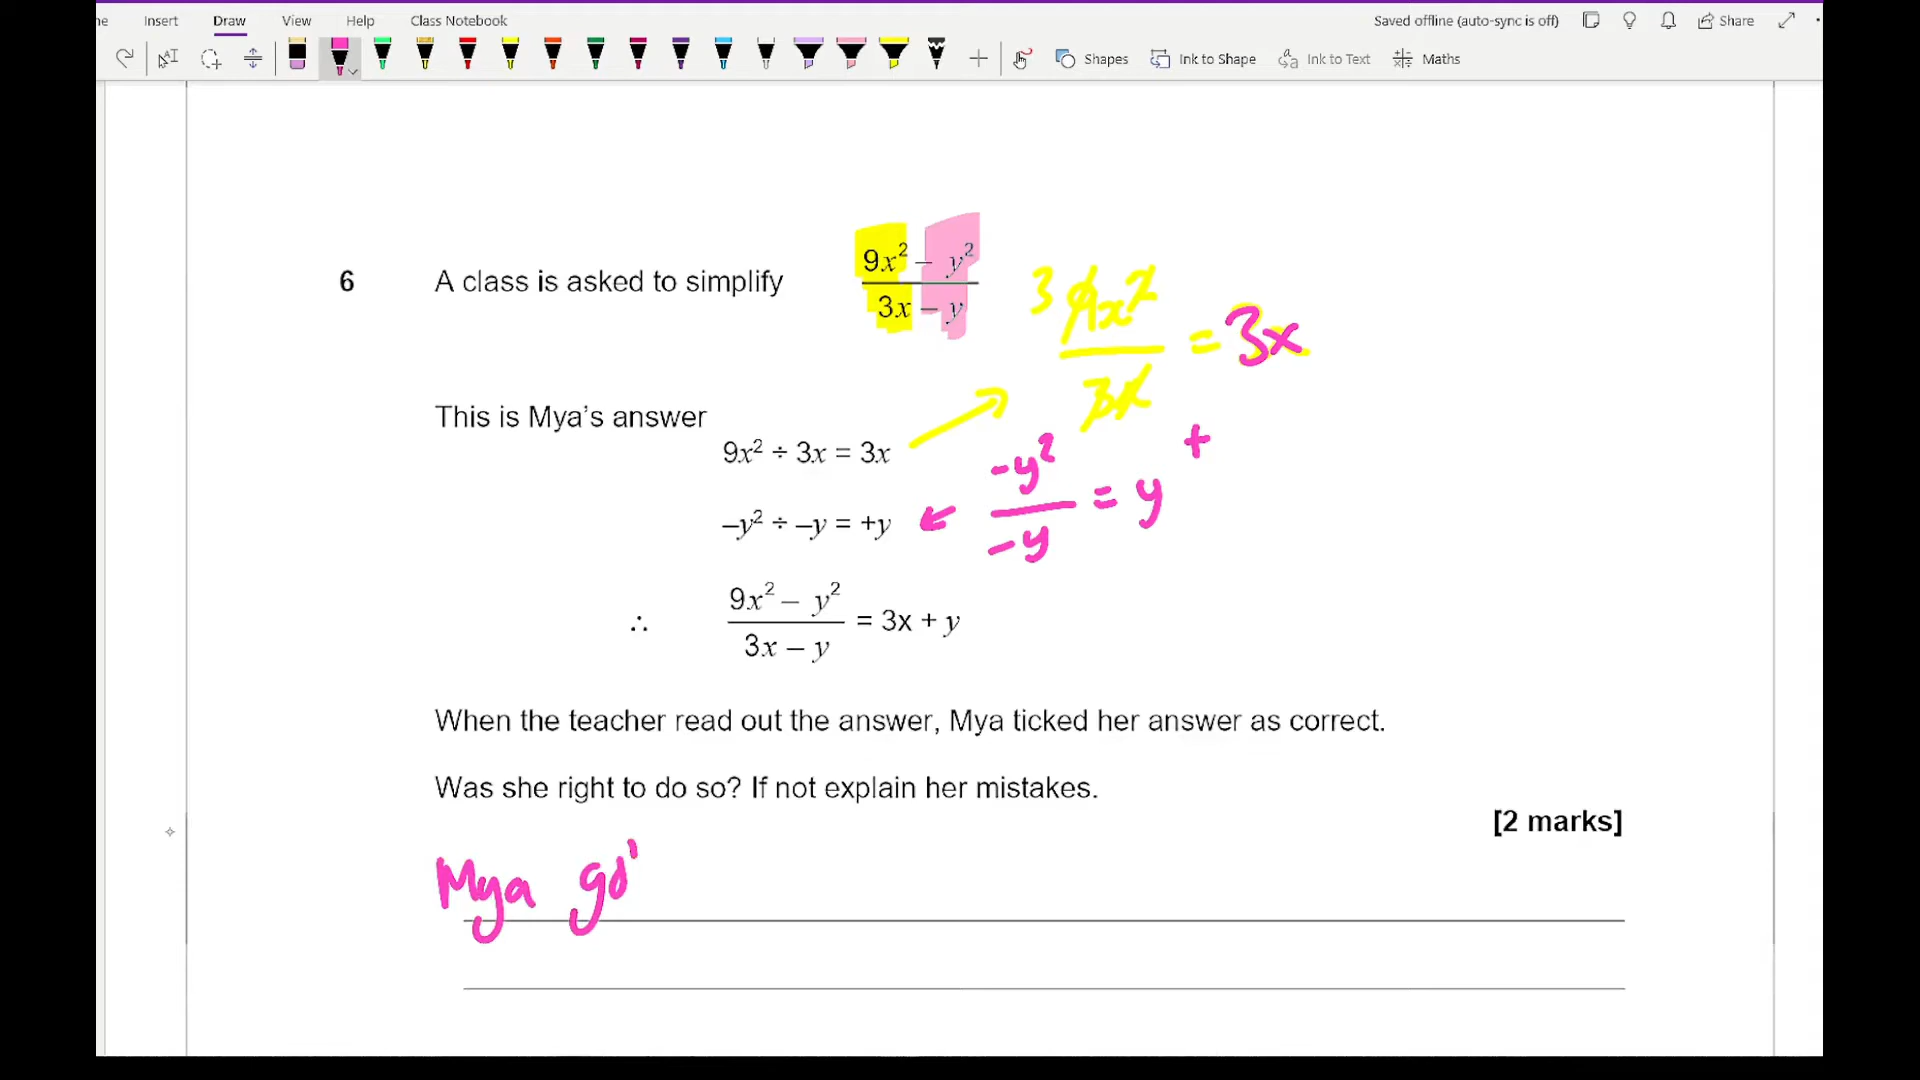 Insert Draw View Help Class Notebook Saved offline (auto-sync is off) Share
Shapes Ink to Shape Ink to Text Maths
6 A class is asked to simplify
9x² – y²
3x – y
3 9x²
3x
= 3x
This is Mya’s answer
9x² ÷ 3x = 3x
+
–y² ÷ –y = +y
-y²
-y
= y
∴ 9x² – y²
3x – y
= 3x + y
When the teacher read out the answer, Mya ticked her answer as correct.
Was she right to do so? If not explain her mistakes.
[2 marks]
Mya